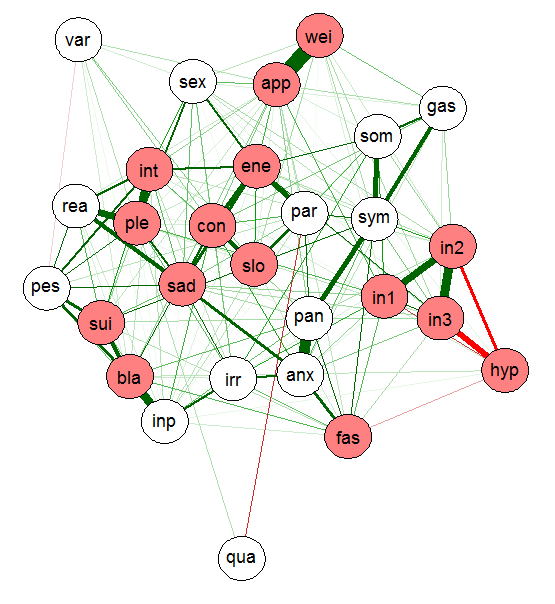 wei
var
sex
app
gas
som
int
ene
rea
par
ple
con
sym
in2
slo
pes
sad
in1
sui
pan
in3
bla
irr
anx
hyp
inp
fas
qua